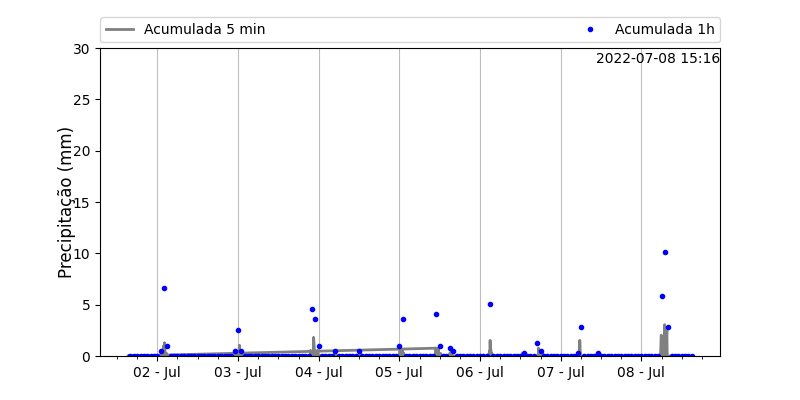 Acumulada 5 min
Acumulada 1h
2022-07-08 15:16
Precipitação (mm)
30
25
20
15
10
5
0
02 - Jul
03 - Jul
04 - Jul
05 - Jul
06 - Jul
07 - Jul
08 - Jul